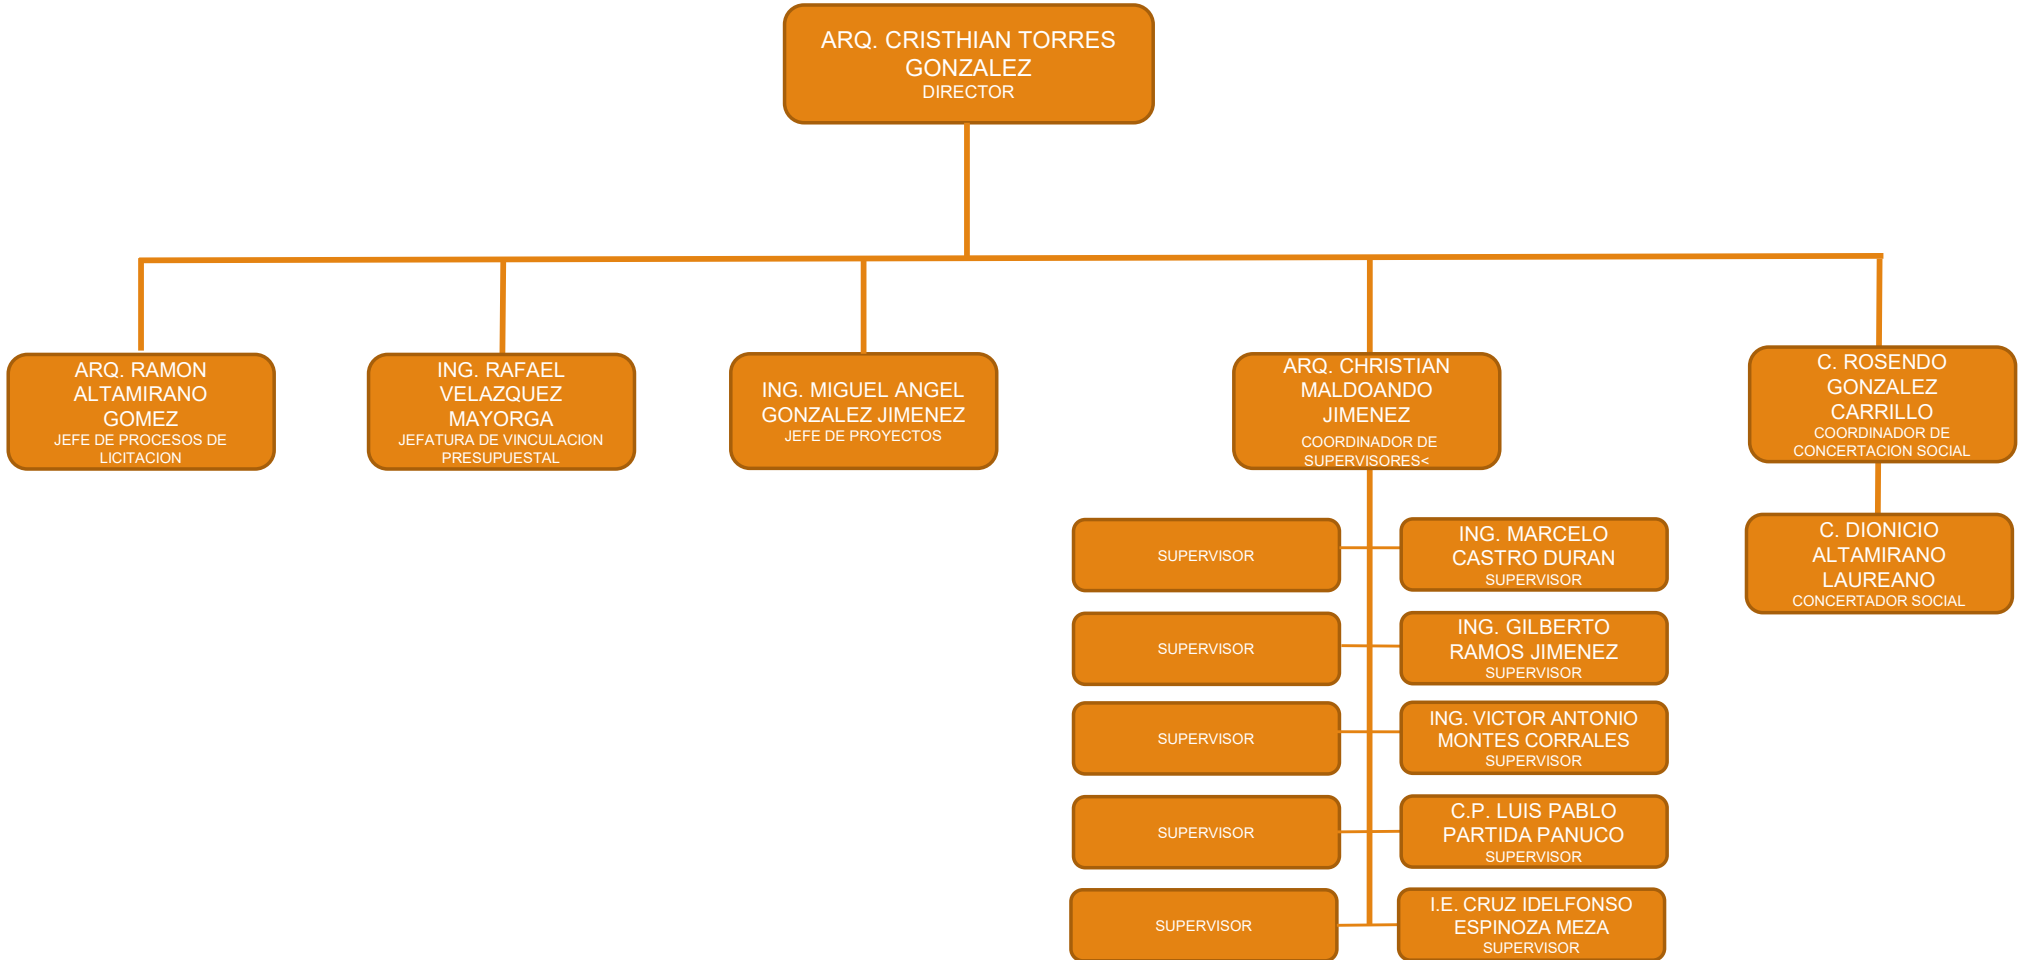 ARQ. CRISTHIAN TORRES
GONZALEZ
DIRECTOR
ARQ. RAMON
ALTAMIRANO
GOMEZ
JEFE DE PROCESOS DE
LICITACION
ING. RAFAEL
VELAZQUEZ
MAYORGA
JEFATURA DE VINCULACION
PRESUPUESTAL
ING. MIGUEL ANGEL
GONZALEZ JIMENEZ
JEFE DE PROYECTOS
ARQ. CHRISTIAN
MALDOANDO
JIMENEZ
COORDINADOR DE
SUPERVISORES<
C. ROSENDO
GONZALEZ
CARRILLO
COORDINADOR DE
CONCERTACION SOCIAL
SUPERVISOR
ING. MARCELO
CASTRO DURAN
SUPERVISOR
C. DIONICIO
ALTAMIRANO
LAUREANO
CONCERTADOR SOCIAL
SUPERVISOR
ING. GILBERTO
RAMOS JIMENEZ
SUPERVISOR
SUPERVISOR
ING. VICTOR ANTONIO
MONTES CORRALES
SUPERVISOR
SUPERVISOR
C.P. LUIS PABLO
PARTIDA PANUCO
SUPERVISOR
SUPERVISOR
I.E. CRUZ IDELFONSO
ESPINOZA MEZA
SUPERVISOR